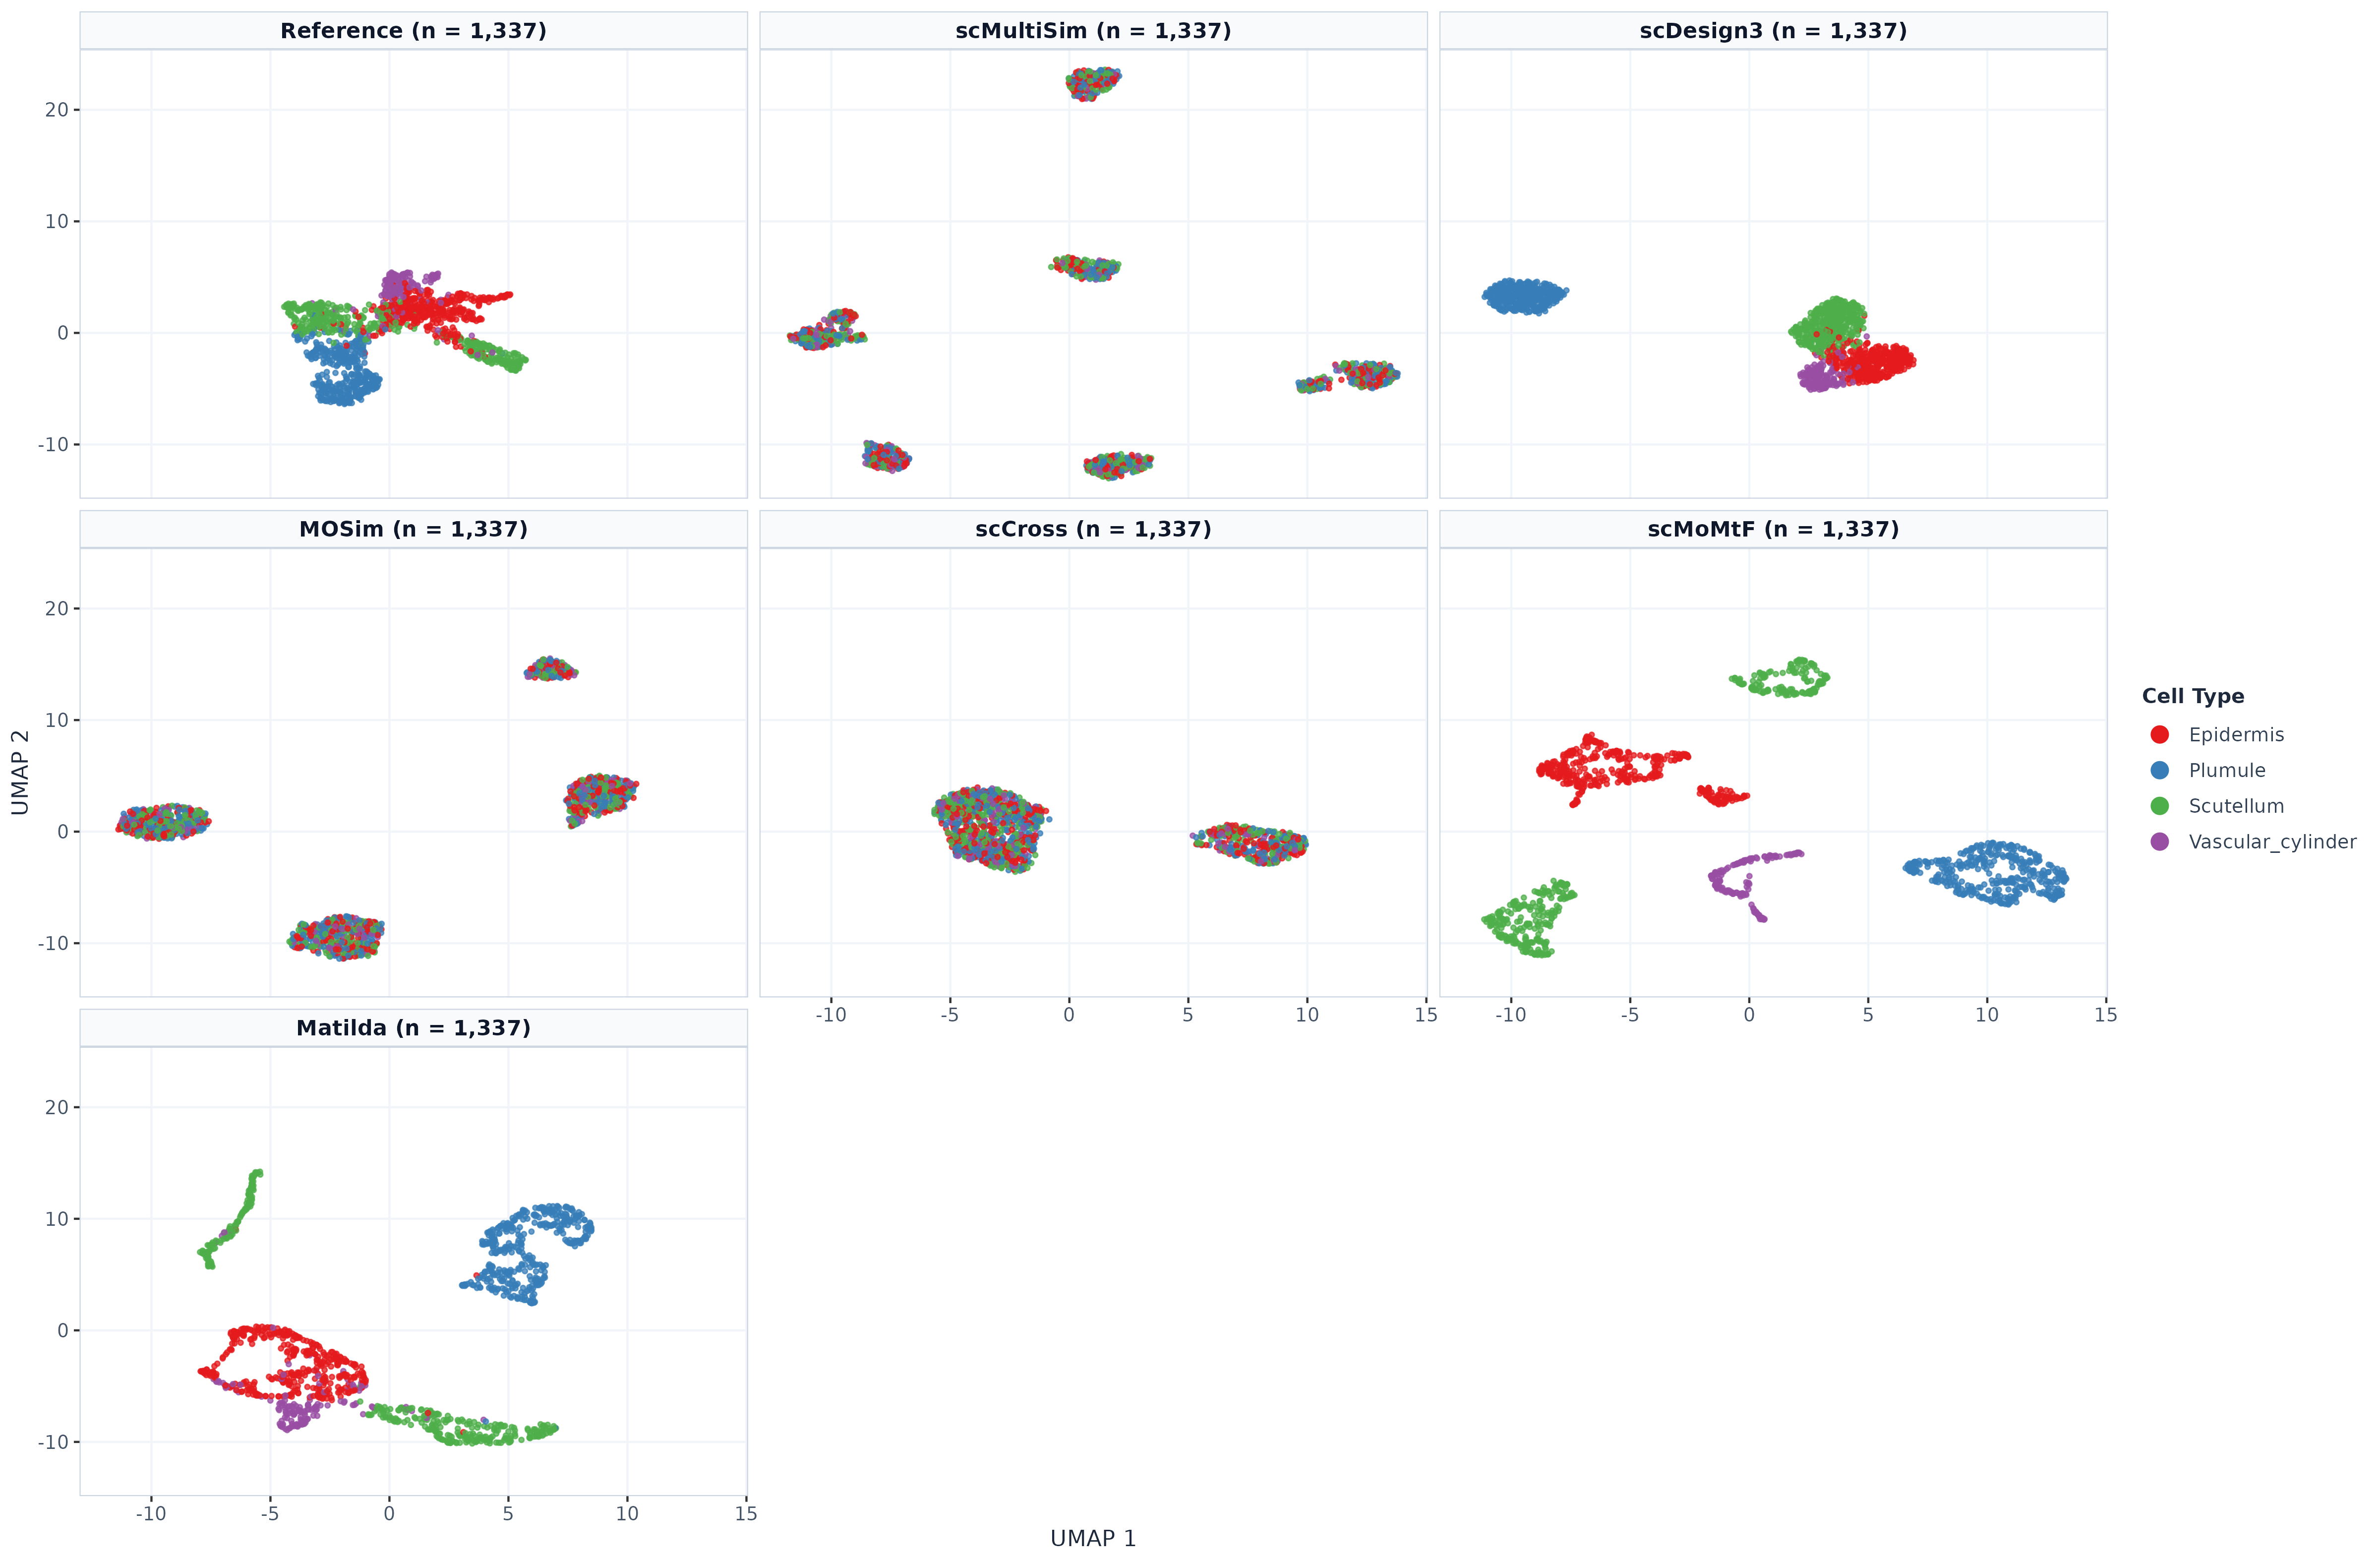 Reference (n = 1,337)
scMultiSim (n = 1,337)
scDesign3 (n = 1,337)
20
10
0
-10
MOSim (n = 1,337)
scCross (n = 1,337)
scMoMtF (n = 1,337)
20
10
0
-10
UMAP 2
-10 -5 0 5 10 15
-10 -5 0 5 10 15
Cell Type
Epidermis
Plumule
Scutellum
Vascular_cylinder
Matilda (n = 1,337)
20
10
0
-10
-10 -5 0 5 10 15
UMAP 1